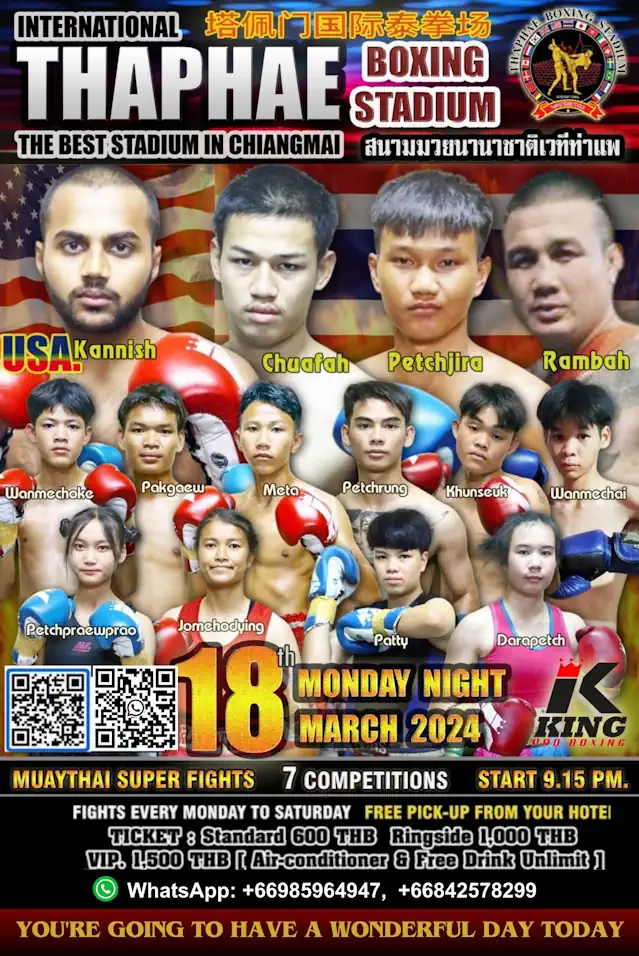 INTERNATIONAL
塔佩门国际泰拳场
THAPHAE
BOXING
STADIUM
THE BEST STADIUM IN CHIANGMAI
สนามมวยนานาชาติเวทีท่าแพ
THAPHAE BOXING STADIUM
INTERNATIONAL
USA.
Kannish
Chuafah
Petchjira
Rambah
Wanmechoke
Pakgaew
Meta
Petchrung
Khunseuk
Wanmechai
Petchpraewprao
Jomehodying
Patty
Darapetch
18th
MONDAY NIGHT
MARCH 2024
K
KING
PRO BOXING
MUAYTHAI SUPER FIGHTS
7 COMPETITIONS
START 9.15 PM.
FIGHTS EVERY MONDAY TO SATURDAY FREE PICK-UP FROM YOUR HOTEl
TICKET : Standard 600 THB Ringside 1,000 THB
VIP. 1,500 THB [ Air-conditioner & Free Drink Unlimit ]
WhatsApp: +66985964947, +66842578299
YOU'RE GOING TO HAVE A WONDERFUL DAY TODAY